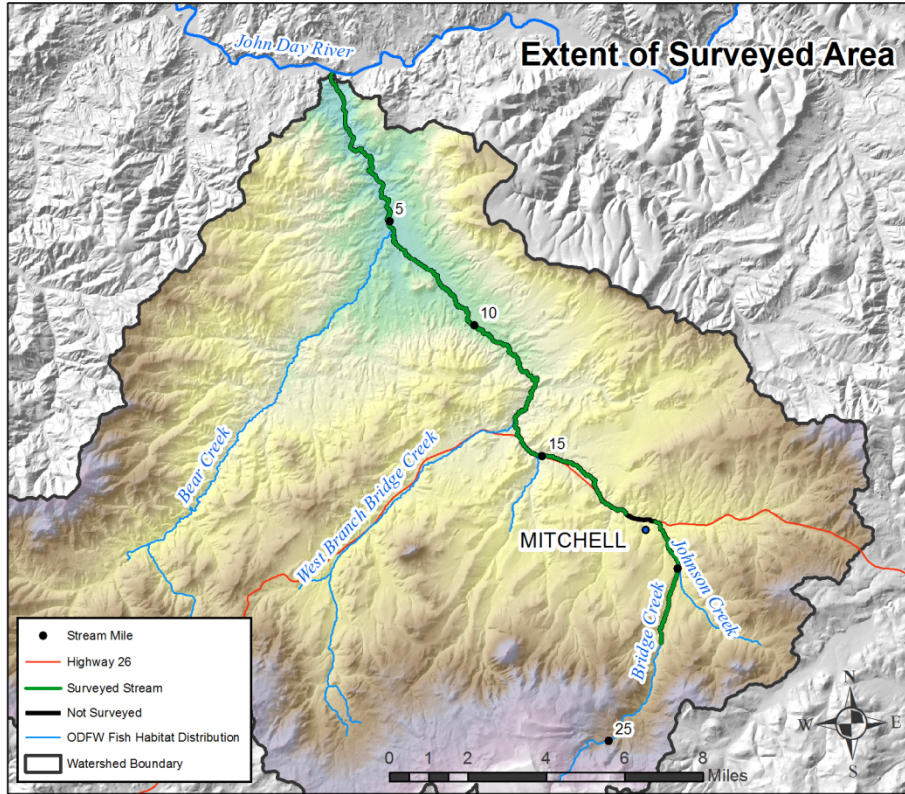 John Day River
Extent of Surveyed Area
5
10
15
Bear Creek
West Branch Bridge Creek
MITCHELL
Johnson Creek
Bridge Creek
25
Stream Mile
Highway 26
Surveyed Stream
Not Surveyed
ODFW Fish Habitat Distribution
Watershed Boundary
N
W E
S
0 2 4 6 8
Miles